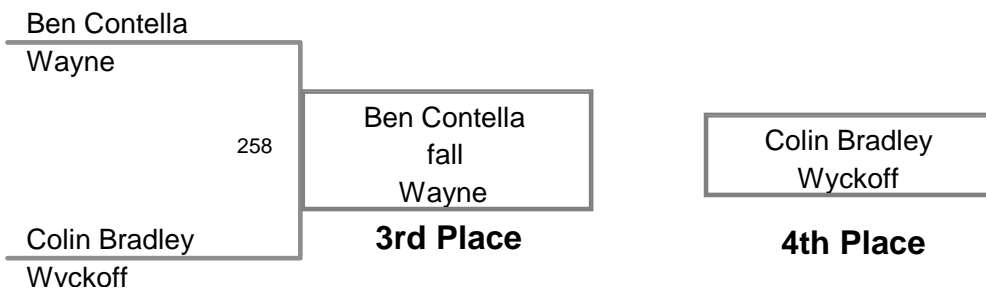 Ben Contella
Wayne
258
Ben Contella
fall
Wayne
3rd Place
Colin Bradley
Wyckoff
4th Place
Colin Bradley
Wyckoff